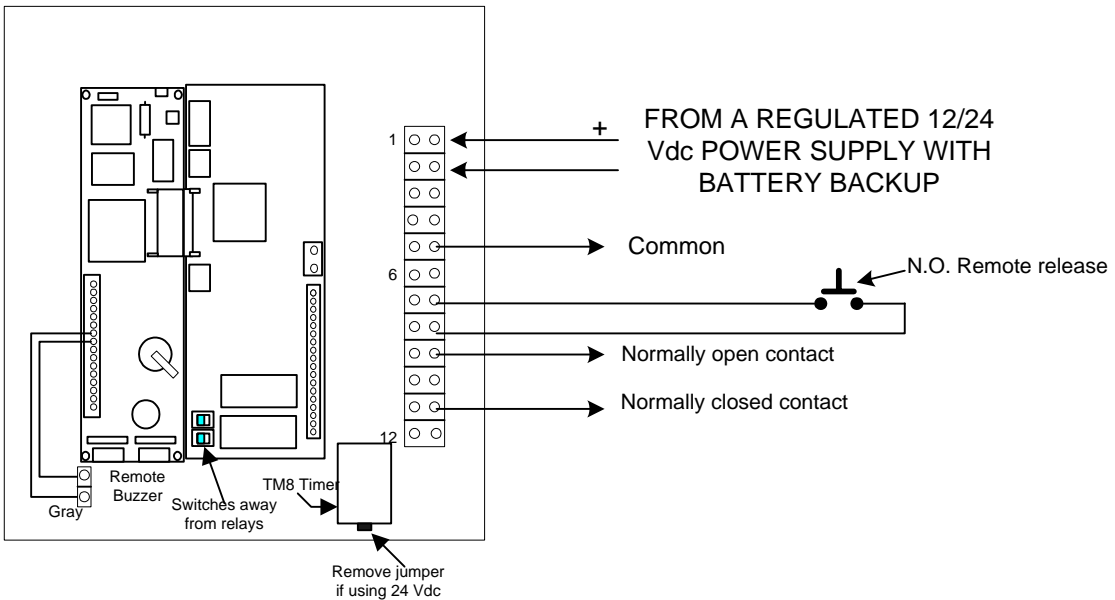 FROM A REGULATED 12/24
Vdc POWER SUPPLY WITH
BATTERY BACKUP
+
1
Common
6
N.O. Remote release
Normally open contact
Normally closed contact
12
Remote
Buzzer
Gray
Switches away
from relays
TM8 Timer
Remove jumper
if using 24 Vdc